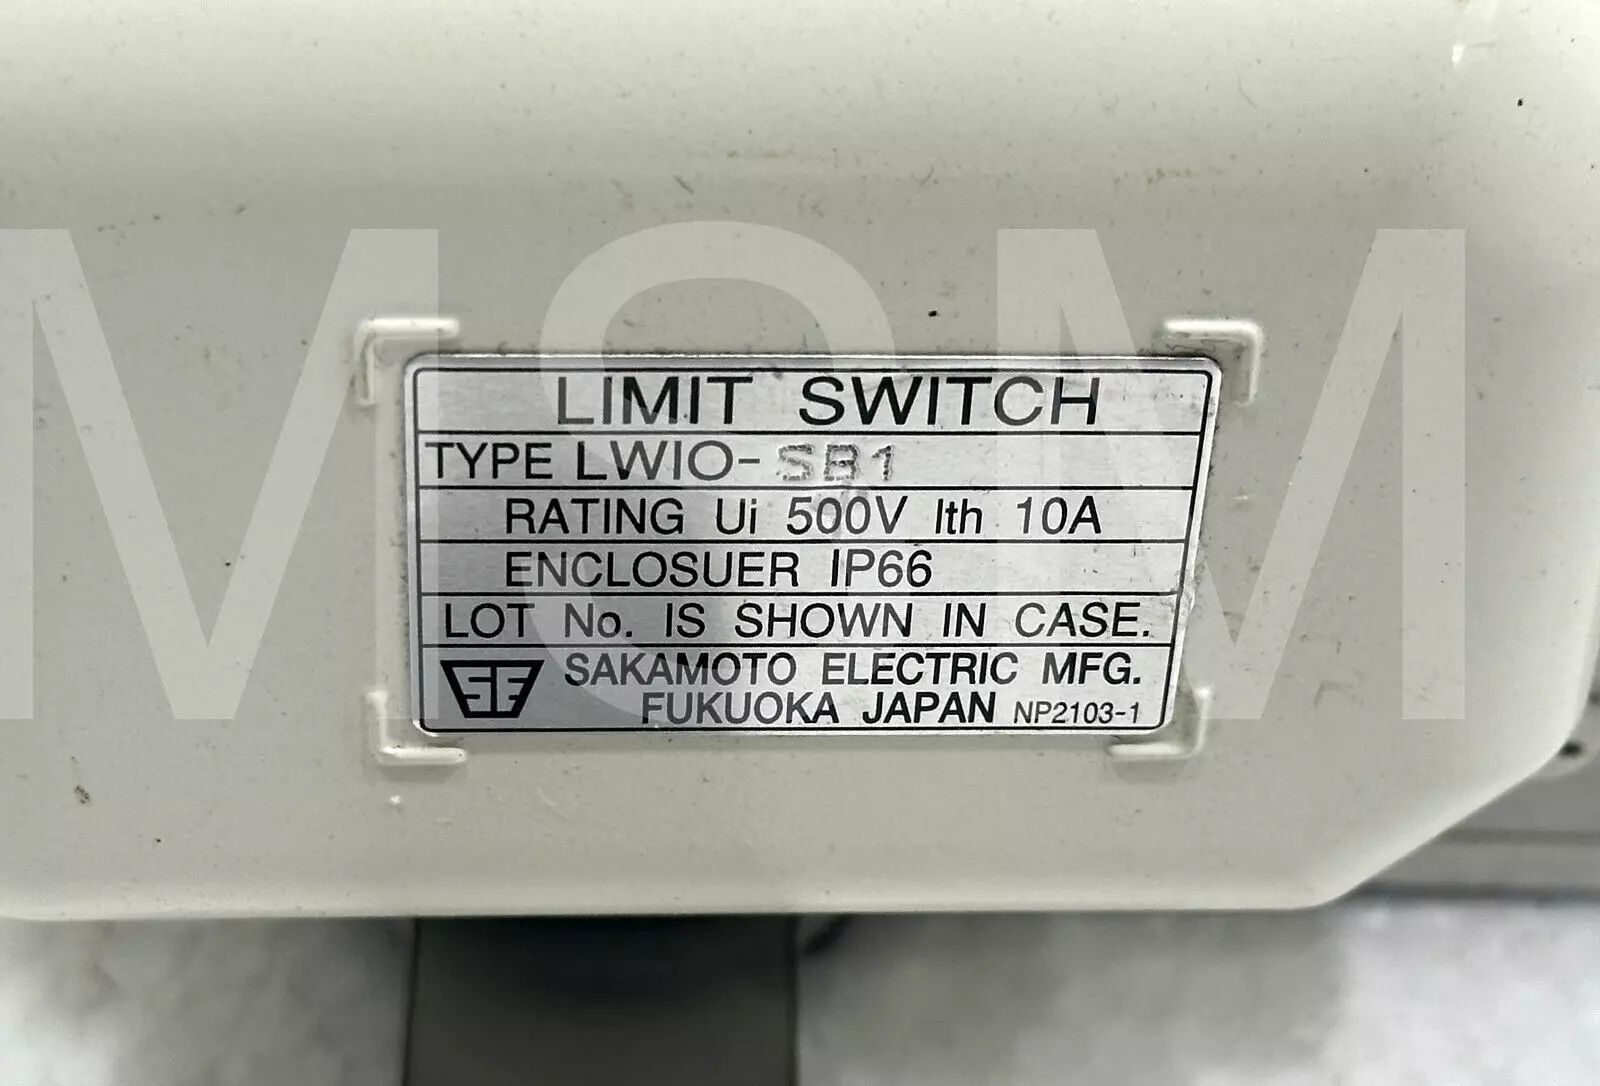 LIMIT SWITCH
TYPE LW10-SB1
RATING Ui 500V Ith 10A
ENCLOSUER IP66
LOT No. IS SHOWN IN CASE.
SE SAKAMOTO ELECTRIC MFG.
FUKUOKA JAPAN NP2103-1
MSM